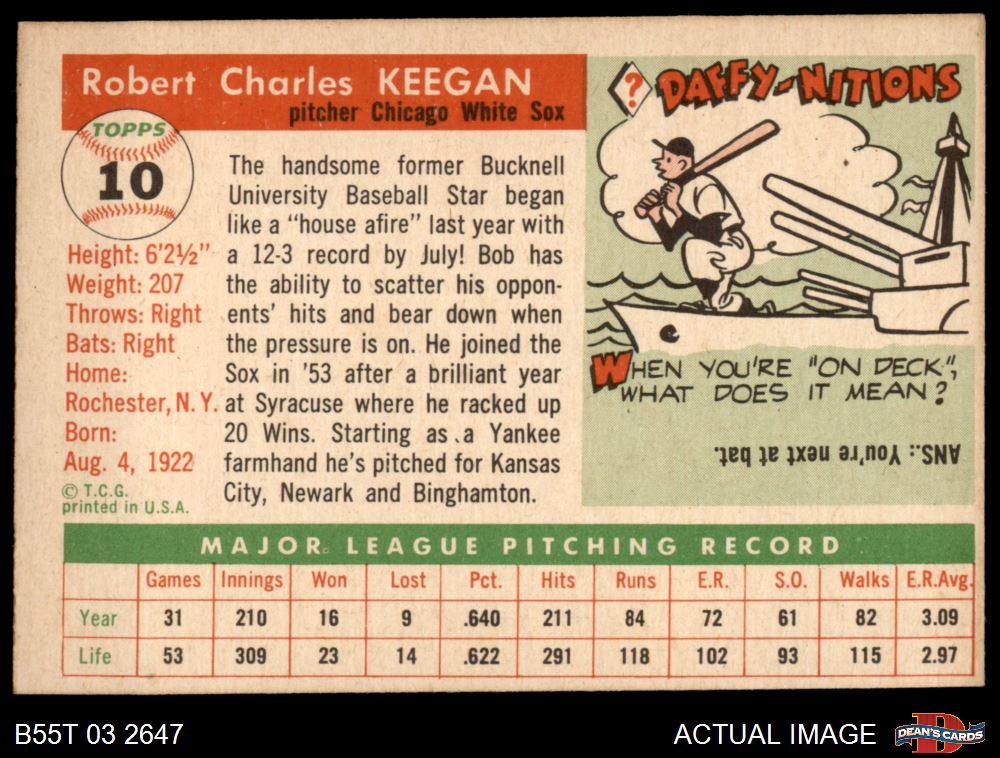 Robert Charles KEEGAN
pitcher Chicago White Sox
TOPPS
10
Height: 6'2½"
Weight: 207
Throws: Right
Bats: Right
Home:
Rochester, N. Y.
Born:
Aug. 4, 1922
© T.C.G.
printed in U.S.A.
The handsome former Bucknell
University Baseball Star began
like a "house afire" last year with
a 12-3 record by July! Bob has
the ability to scatter his oppon-
ents' hits and bear down when
the pressure is on. He joined the
Sox in '53 after a brilliant year
at Syracuse where he racked up
20 Wins. Starting as a Yankee
farmhand he's pitched for Kansas
City, Newark and Binghamton.
? DAFFY-NITIONS
WHEN YOU'RE "ON DECK",
WHAT DOES IT MEAN?
ANS.: You're next at bat.
MAJOR LEAGUE PITCHING RECORD
Games Innings Won Lost Pct. Hits Runs E.R. S.O. Walks E.R.Avg.
Year 31 210 16 9 .640 211 84 72 61 82 3.09
Life 53 309 23 14 .622 291 118 102 93 115 2.97
B55T 03 2647
ACTUAL IMAGE
D
DEAN'S CARDS